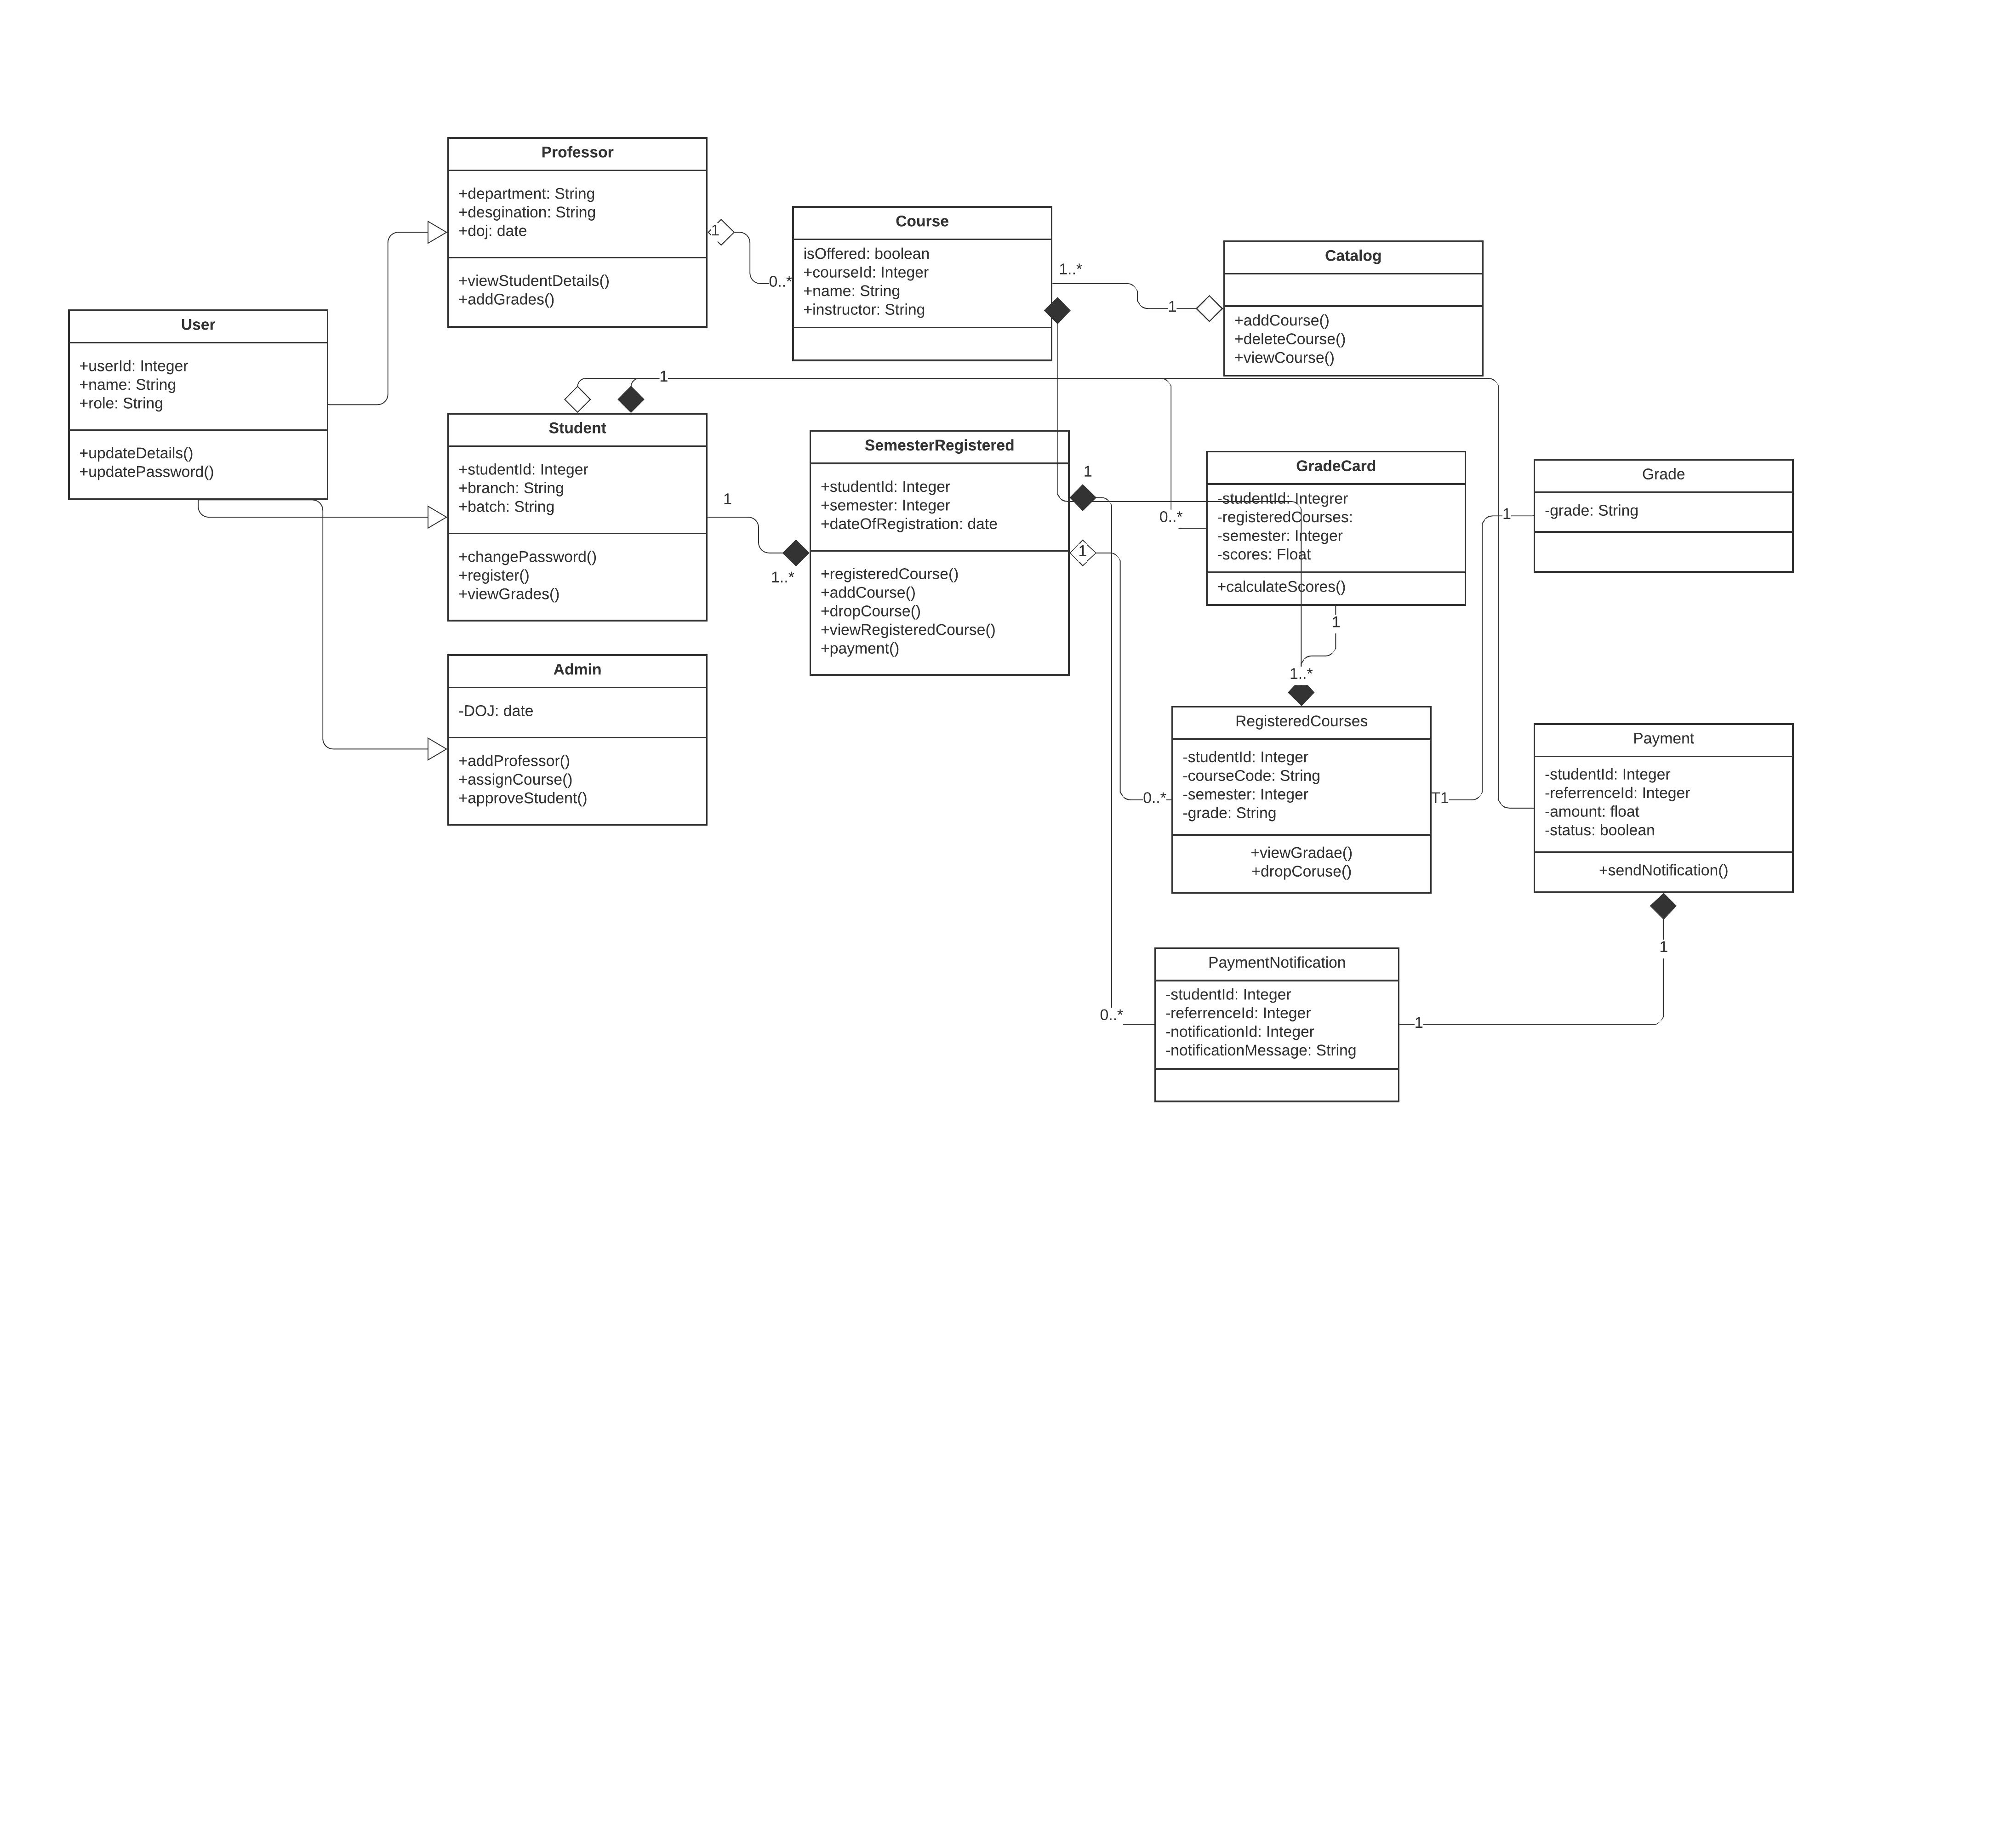 Professor
+department: String
+desgination: String
+doj: date
+viewStudentDetails()
+addGrades()
1
0..*
Course
isOffered: boolean
+courseId: Integer
+name: String
+instructor: String
1..*
1
Catalog
+addCourse()
+deleteCourse()
+viewCourse()
User
+userId: Integer
+name: String
+role: String
+updateDetails()
+updatePassword()
1
Student
+studentId: Integer
+branch: String
+batch: String
+changePassword()
+register()
+viewGrades()
1
1..*
SemesterRegistered
+studentId: Integer
+semester: Integer
+dateOfRegistration: date
+registeredCourse()
+addCourse()
+dropCourse()
+viewRegisteredCourse()
+payment()
1
1
0..*
GradeCard
-studentId: Integrer
-registeredCourses:
-semester: Integer
-scores: Float
+calculateScores()
1
1..*
Grade
-grade: String
1
Admin
-DOJ: date
+addProfessor()
+assignCourse()
+approveStudent()
0..*
RegisteredCourses
-studentId: Integer
-courseCode: String
-semester: Integer
-grade: String
+viewGradae()
+dropCoruse()
T1
Payment
-studentId: Integer
-referrenceId: Integer
-amount: float
-status: boolean
+sendNotification()
1
0..*
PaymentNotification
-studentId: Integer
-referrenceId: Integer
-notificationId: Integer
-notificationMessage: String
1